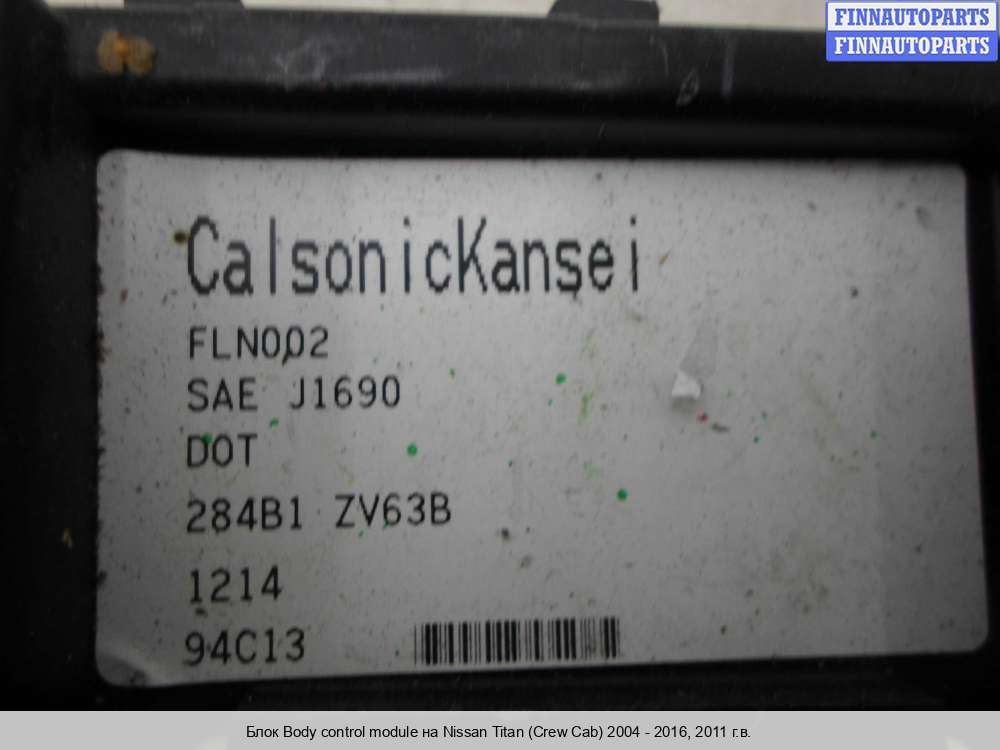 FINNAUTOPARTS
FINNAUTOPARTS
CalsonicKansei
FLN002
SAE J1690
DOT
284B1 ZV63B
1214
94C13
Блок Body control module на Nissan Titan (Crew Cab) 2004 - 2016, 2011 г.в.